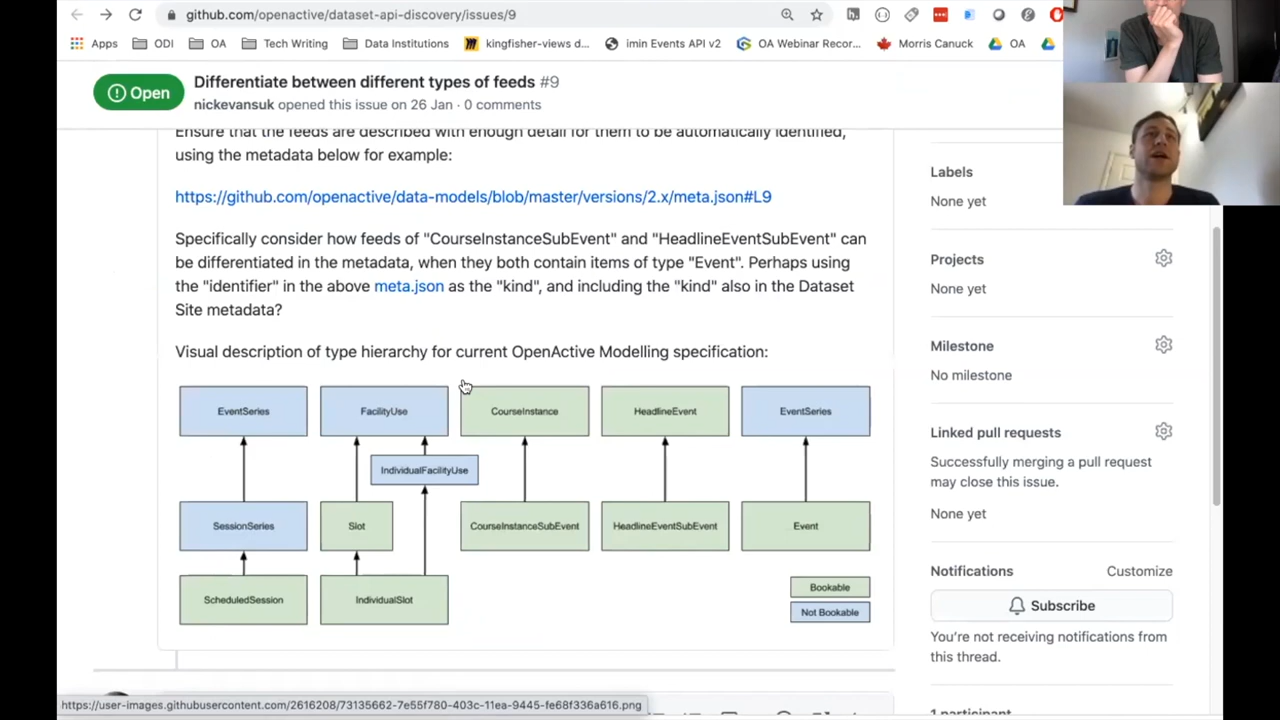 github.com/openactive/dataset-api-discovery/issues/9
Apps ODI OA Tech Writing Data Institutions kingfisher-views d... imin Events API v2 OA Webinar Recor... Morris Canuck OA
Open
Differentiate between different types of feeds #9
nickevansuk opened this issue on 26 Jan · 0 comments
Ensure that the feeds are described with enough detail for them to be automatically identified,
using the metadata below for example:
https://github.com/openactive/data-models/blob/master/versions/2.x/meta.json#L9
Specifically consider how feeds of "CourseInstanceSubEvent" and "HeadlineEventSubEvent" can
be differentiated in the metadata, when they both contain items of type "Event". Perhaps using
the "identifier" in the above meta.json as the "kind", and including the "kind" also in the Dataset
Site metadata?
Visual description of type hierarchy for current OpenActive Modelling specification:
EventSeries FacilityUse CourseInstance HeadlineEvent EventSeries
IndividualFacilityUse
SessionSeries Slot CourseInstanceSubEvent HeadlineEventSubEvent Event
ScheduledSession IndividualSlot
Bookable
Not Bookable
Labels
None yet
Projects
None yet
Milestone
No milestone
Linked pull requests
Successfully merging a pull request
may close this issue.
None yet
Notifications Customize
Subscribe
You're not receiving notifications from
this thread.
1 participant
https://user-images.githubusercontent.com/2616208/73135662-7e55f780-403c-11ea-9445-fe68f336a616.png